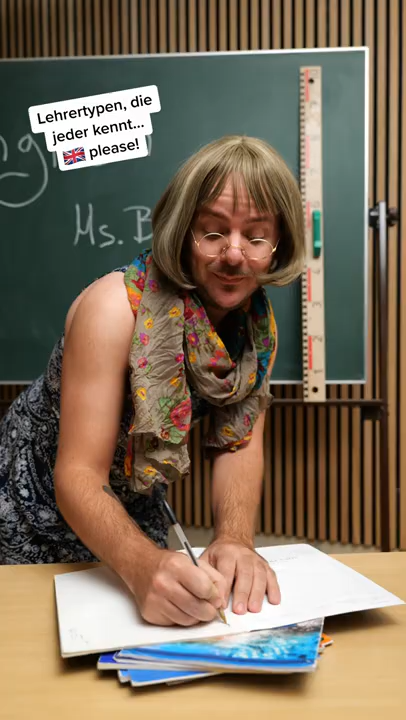 Lehrertypen, die
jeder kennt...
🇬🇧 please!
Ms. B